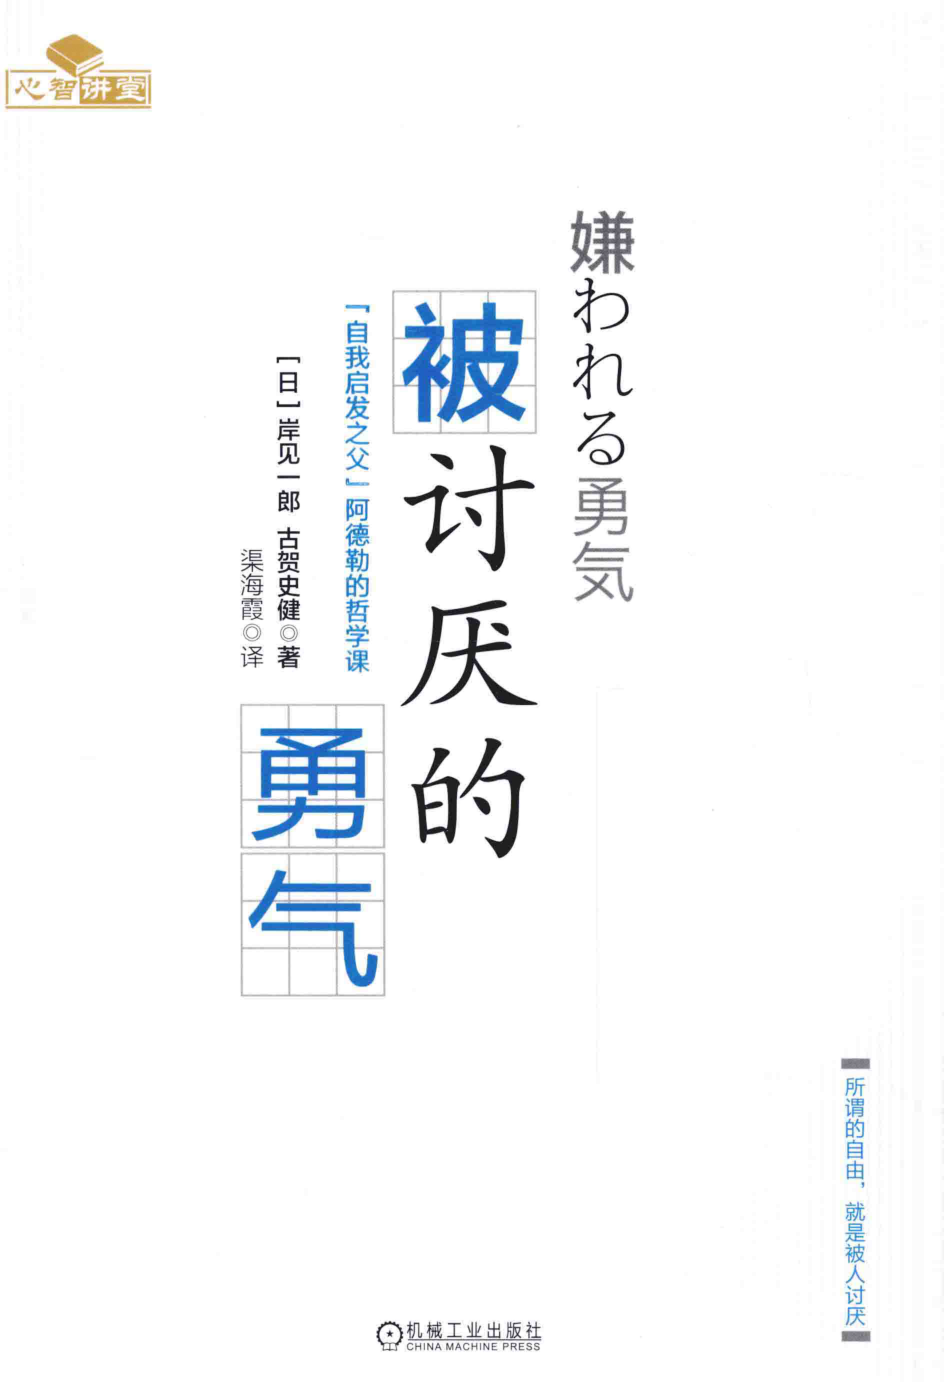 心智讲堂
嫌われる勇気
被讨厌的
勇气
『自我启发之父』阿德勒的哲学课
[日]岸见一郎 古贺史健◎著
渠海霞◎译
所谓的自由，就是被人讨厌
机械工业出版社
CHINA MACHINE PRESS